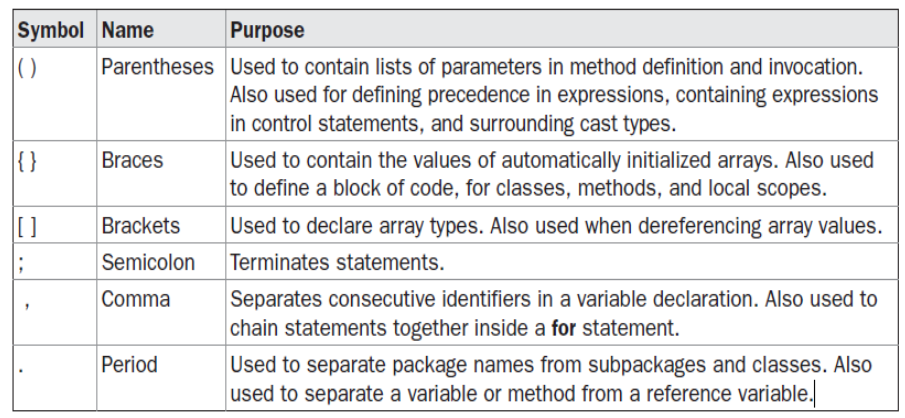 Symbol Name Purpose
( ) Parentheses Used to contain lists of parameters in method definition and invocation.
Also used for defining precedence in expressions, containing expressions
in control statements, and surrounding cast types.
{ } Braces Used to contain the values of automatically initialized arrays. Also used
to define a block of code, for classes, methods, and local scopes.
[ ] Brackets Used to declare array types. Also used when dereferencing array values.
; Semicolon Terminates statements.
, Comma Separates consecutive identifiers in a variable declaration. Also used to
chain statements together inside a for statement.
. Period Used to separate package names from subpackages and classes. Also
used to separate a variable or method from a reference variable.